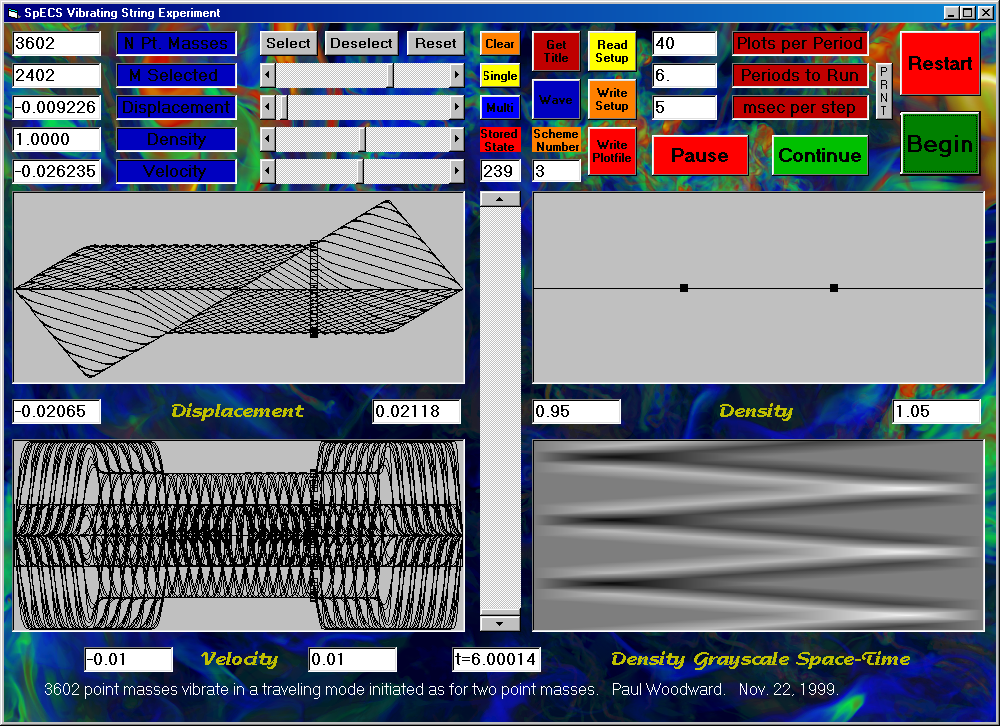 SpECS Vibrating String Experiment
3602 N Pt. Masses Select Deselect Reset Clear Get Title Read Setup 40 Plots per Period Restart
2402 M Selected Single 6. Periods to Run PRNT
-0.009226 Displacement Multi Wave Write Setup 5 msec per step
1.0000 Density Stored State Scheme Number Write Plotfile Pause Continue Begin
-0.026235 Velocity 239 3
-0.02065 Displacement 0.02118 0.95 Density 1.05
-0.01 Velocity 0.01 t=6.00014 Density Grayscale Space-Time
3602 point masses vibrate in a traveling mode initiated as for two point masses. Paul Woodward. Nov. 22, 1999.